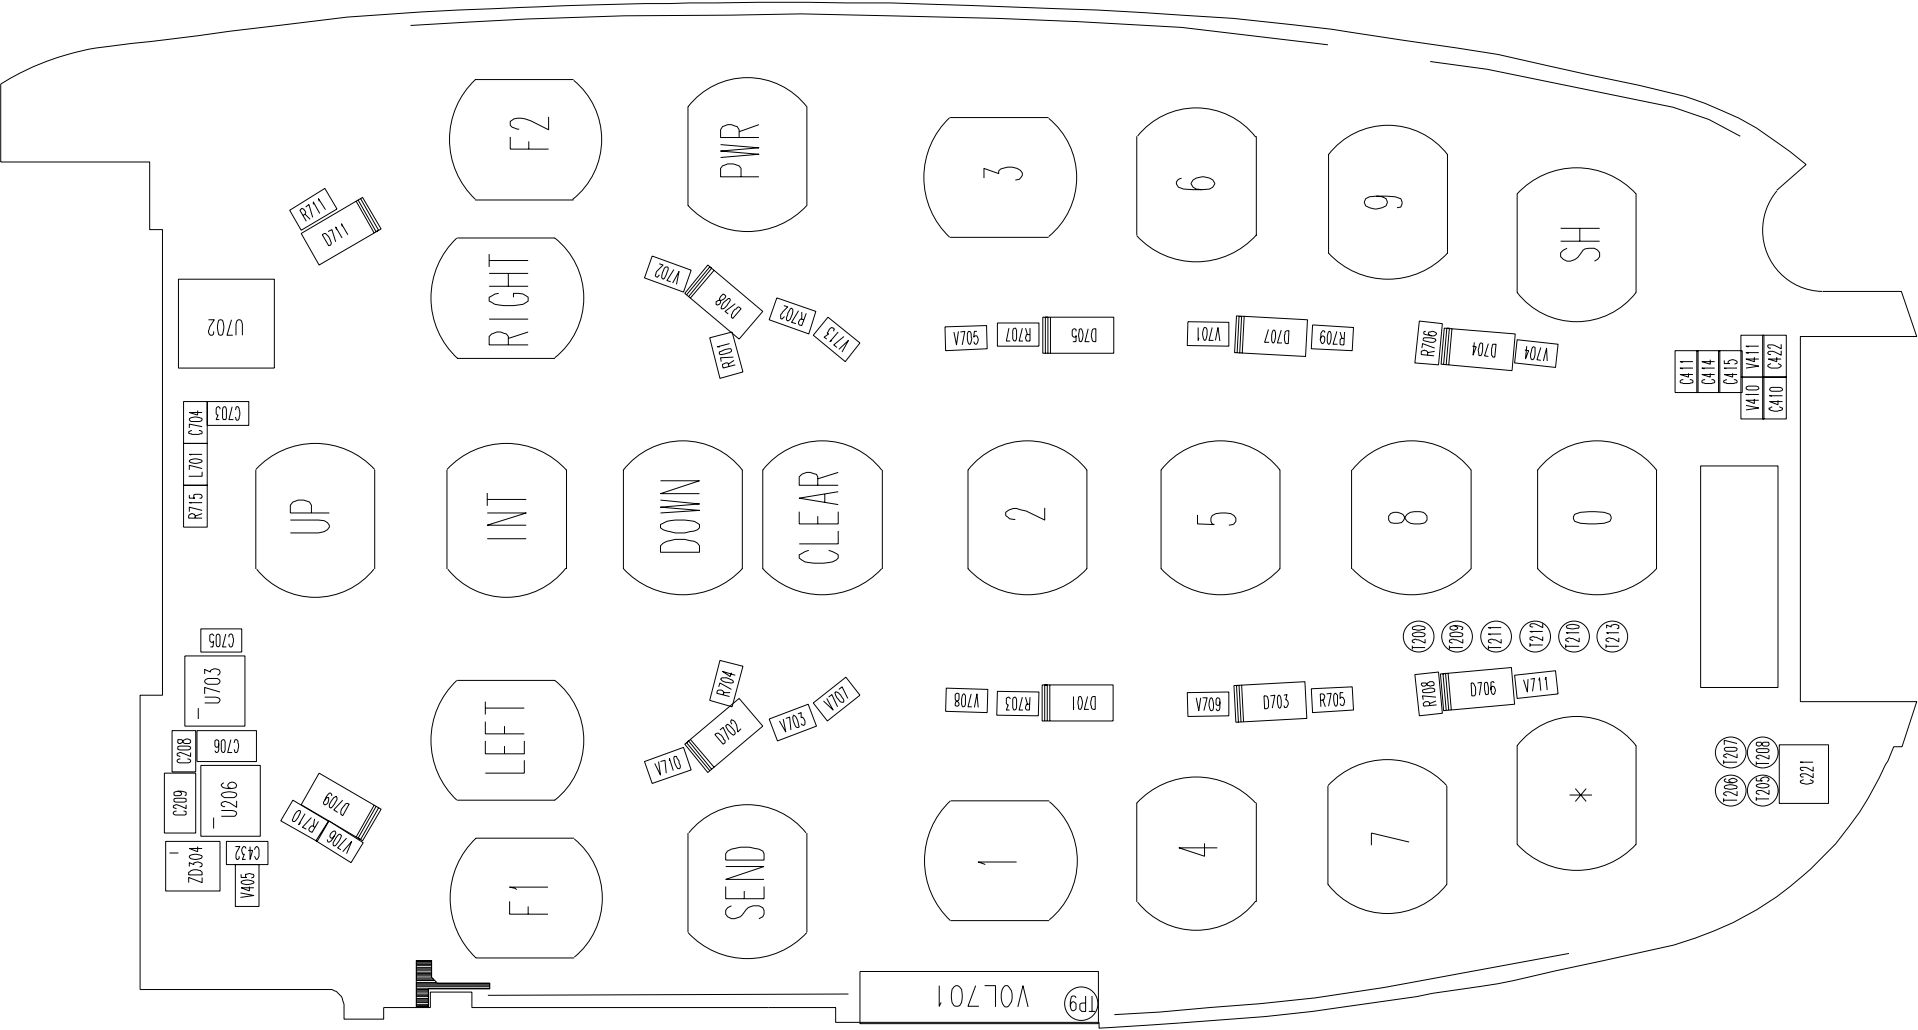 F2
PWR
3
6
9
SH
R711
D711
RIGHT
V702
D708
R702
V713
R701
U702
V705
R707
D705
V701
D707
R709
R706
D704
V704
C411
C414
C415
V411
C422
V410
C410
C704
C703
L701
R715
UP
INT
DOWN
CLEAR
2
5
8
0
T200
T209
T211
T212
T210
T213
C705
U703
C208
C706
C209
U206
ZD304
C432
V405
D709
R710
V706
LEFT
R704
D702
V703
V707
V710
V708
R703
D701
V709
D703
R705
R708
D706
V711
T207
T208
T206
T205
C221
F1
SEND
1
4
7
*
VOL701
TP9